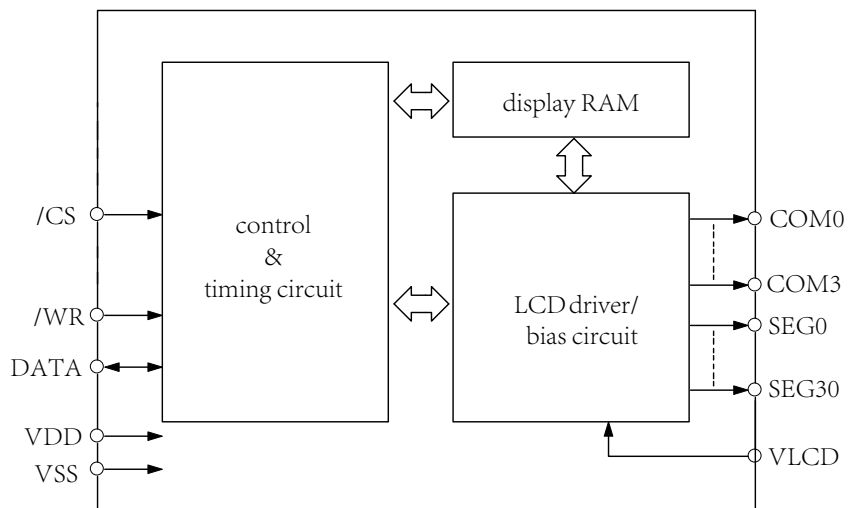 display RAM
/CS
control
&
timing circuit
COM0
COM3
/WR
LCD driver/
bias circuit
SEG0
DATA
SEG30
VDD
VLCD
VSS